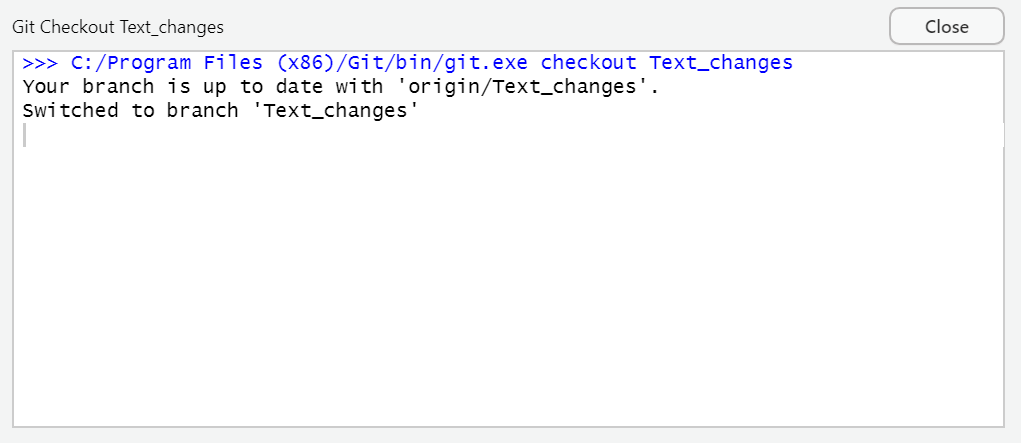 Git Checkout Text_changes
Close
>>> C:/Program Files (x86)/Git/bin/git.exe checkout Text_changes
Your branch is up to date with 'origin/Text_changes'.
Switched to branch 'Text_changes'